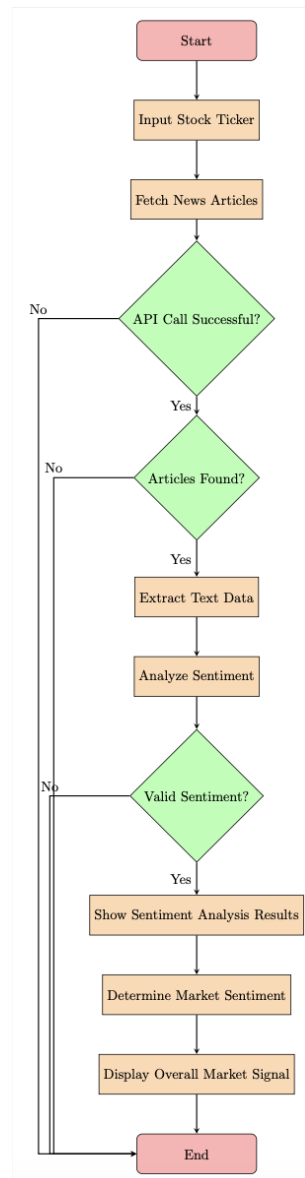 Start
Input Stock Ticker
Fetch News Articles
No
API Call Successful?
Yes
No
Articles Found?
Yes
Extract Text Data
Analyze Sentiment
No
Valid Sentiment?
Yes
Show Sentiment Analysis Results
Determine Market Sentiment
Display Overall Market Signal
End